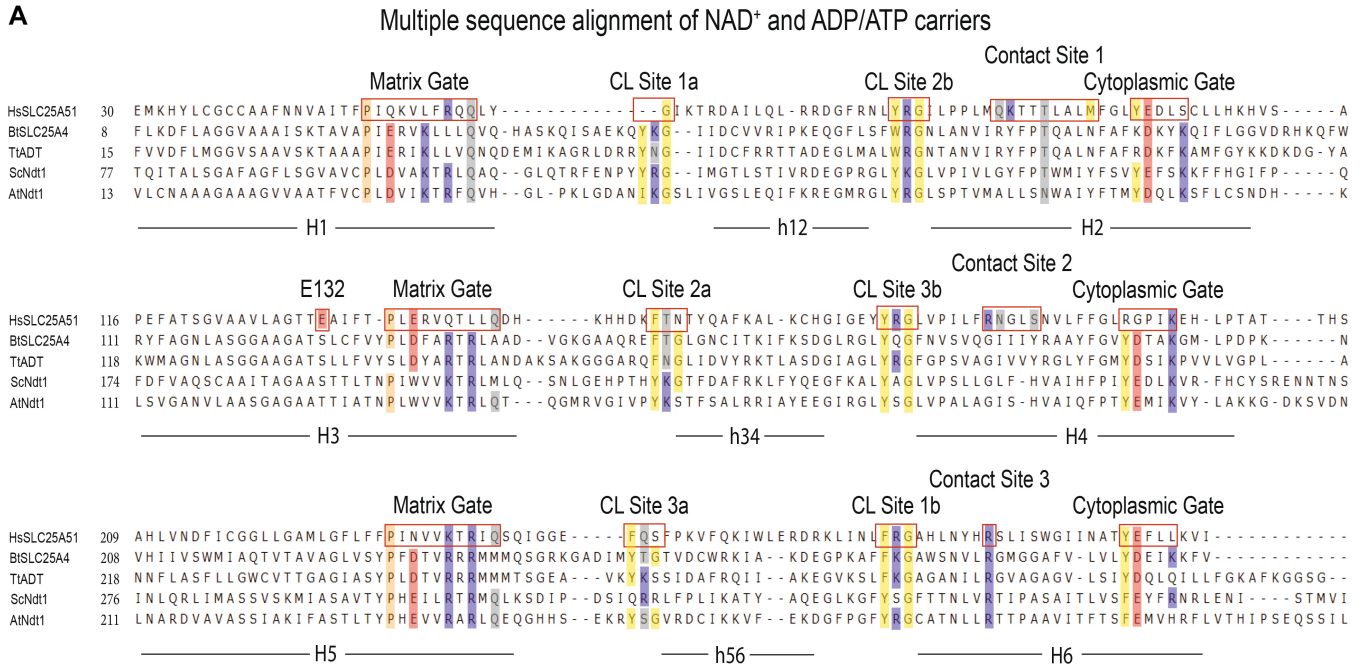 A
Multiple sequence alignment of NAD+ and ADP/ATP carriers
Contact Site 1
Matrix Gate CL Site 1a CL Site 2b Cytoplasmic Gate
HsSLC25A51 30 EMKHYLCGCCAAFNNVAITFPIQKVLFRQQLY-------------GIKTRDAILQL-RRDGFRNLYRGILPPLMQKTTTLALMFGLYEDLSCLLHKHVS-----A
BtSLC25A4 8 FLKDFLAGGVAAAISKTAVAPIERVKLLLQVQ-HASKQISAEKQYKG--IIDCVVRIPKEQGFLSFWRGNLANVIRYFPTQALNFAFKDKYKQIFLGGVDRHKQFW
TtADT 15 FVVDFLMGGVSAAVSKTAAAPIERIKLLVQNQDEMIKAGRLDRRYNG--IIDCFRRTTADEGLMALWRGNTANVIRYFPTQALNFAFRDKFKAMFGYKKDKDG-YA
ScNdt1 77 TQITALSGAFAGFLSGVAVCPLDVAKTRLQAQ--GLQTRFENPYYRG--IMGTLSTIVRDEGPRGLYKGLVPIVLGYFPTWMIYFSVYEFSKKFFHGIFP-----Q
AtNdt1 13 VLCNAAAGAAAGVVAATFVCPLDVIKTRFQVH--GL-PKLGDANIKGSLIVGSLEQIFKREGMRGLYRGLSPTVMALLSNWAIYFTMYDQLKSFLCSNDH-----K
H1 h12 H2
Contact Site 2
E132 Matrix Gate CL Site 2a CL Site 3b Cytoplasmic Gate
HsSLC25A51 116 PEFATSGVAAVLAGTTEAIFT-PLERVQTLLQDH-----KHHDKFTNTYQAFKAL-KCHGIGEYYRGLVPILFRNGLSNVLFFGLRGPIKEH-LPTAT---THS
BtSLC25A4 111 RYFAGNLASGGAAGATSLCFVYPLDFARTRLAAD--VGKGAAQREFTGLGNCITKIFKSDGLRGLYQGFNVSVQGIIIYRAAYFGVYDTAKGM-LPDPK-----N
TtADT 118 KWMAGNLASGGAAGATSLLFVYSLDYARTRLANDAKSAKGGGARQFNGLIDVYRKTLASDGIAGLYRGFGPSVAGIVVYRGLYFGMYDSIKPVVLVGPL-----A
ScNdt1 174 FDFVAQSCAAITAGAASTTLTNPIWVVKTRLMLQ---SNLGEHPTHYKGTFDAFRKLFYQEGFKALYAGLVPSLLGLF-HVAIHFPIYEDLKVR-FHCYSRENNTNS
AtNdt1 111 LSVGANVLAASGAGAATTIATNPLWVVKTRLQT---QGMRVGIVPYKSTFSALRRIAYEEGIRGLYSGLVPALAGIS-HVAIQFPTYEMIKVY-LAKKG-DKSVDN
H3 h34 H4
Contact Site 3
Matrix Gate CL Site 3a CL Site 1b Cytoplasmic Gate
HsSLC25A51 209 AHLVNDFICGGLLGAMLGFLFFPINVVKTRIQSQIGGE-----FQSFPKVFQKIWLERDRKLINLFRGAHLNYHRSLISWGIINATYEFLLKVI------------
BtSLC25A4 208 VHIIVSWMIAQTVTAVAGLVSYPFDTVRRRMMMQSGRKGADIMYTGTVDCWRKIA--KDEGPKAFFKGAWSNVLRGMGGAFV-LVLYDEIKKFV------------
TtADT 218 NNFLASFLLGWCVTTGAGIASYPLDTVRRRMMMTSGEA---VKYKSSIDAFRQII--AKEGVKSLFKGAGANILRGVAGAGV-LSIYDQLQILLFGKAFKGGSG--
ScNdt1 276 INLQRLIMASSVSKMIASAVTYPHEILRTRMQLKSDIP--DSIQRRLFPLIKATY--AQEGLKGFYSGFTTNLVRTIPASAITLVSFEYFRNRLENI----STMVI
AtNdt1 211 LNARDVAVASSIAKIFASTLTYPHEVVRARLQEQGHHS--EKRYSGVRDCIKKVF--EKDGFPGFYRGCATNLLRTTPAAVITFTSFEMVHRFLVTHIPSEQSSIL
H5 h56 H6